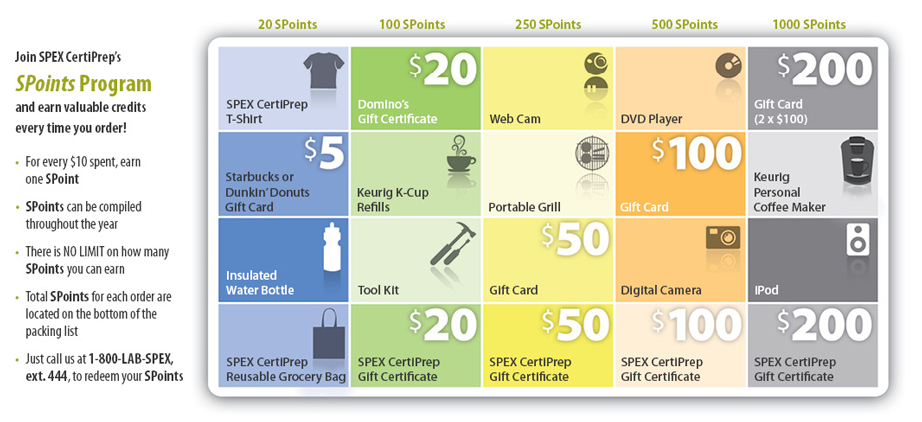 Join SPEX CertiPrep's
SPoints Program
and earn valuable credits
every time you order!
• For every $10 spent, earn
one SPoint
• SPoints can be compiled
throughout the year
• There is NO LIMIT on how many
SPoints you can earn
• Total SPoints for each order are
located on the bottom of the
packing list
• Just call us at 1-800-LAB-SPEX,
ext. 444, to redeem your SPoints
20 SPoints
100 SPoints
250 SPoints
500 SPoints
1000 SPoints
SPEX CertiPrep
T-Shirt
$20
Domino's
Gift Certificate
Web Cam
DVD Player
$200
Gift Card
(2 x $100)
$5
Starbucks or
Dunkin' Donuts
Gift Card
Keurig K-Cup
Refills
Portable Grill
$100
Gift Card
Keurig
Personal
Coffee Maker
Insulated
Water Bottle
Tool Kit
$50
Gift Card
Digital Camera
IPod
SPEX CertiPrep
Reusable Grocery Bag
$20
SPEX CertiPrep
Gift Certificate
$50
SPEX CertiPrep
Gift Certificate
$100
SPEX CertiPrep
Gift Certificate
$200
SPEX CertiPrep
Gift Certificate